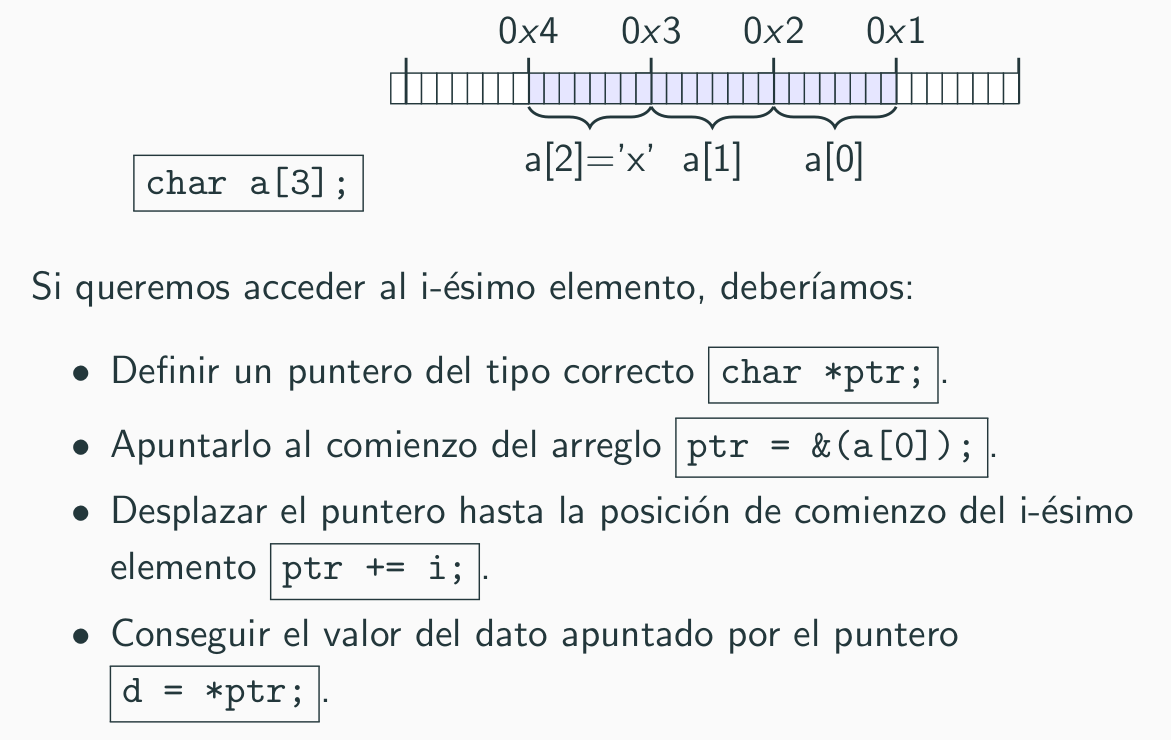 0x4 0x3 0x2 0x1
a[2]='x' a[1] a[0]
char a[3];
Si queremos acceder al i-ésimo elemento, deberíamos:
• Definir un puntero del tipo correcto char *ptr; .
• Apuntarlo al comienzo del arreglo ptr = &(a[0]); .
• Desplazar el puntero hasta la posición de comienzo del i-ésimo
elemento ptr += i; .
• Conseguir el valor del dato apuntado por el puntero
d = *ptr; .